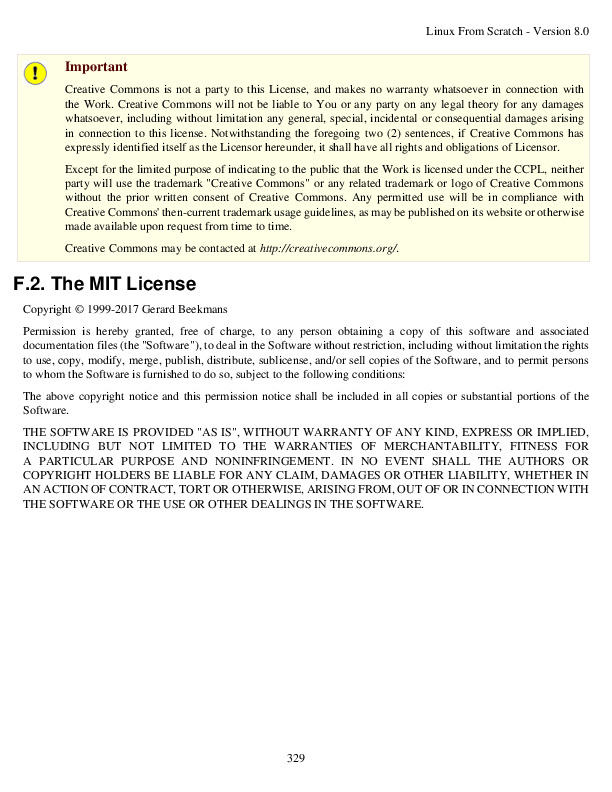 Linux From Scratch - Version 8.0
Important
Creative Commons is not a party to this License, and makes no warranty whatsoever in connection with
the Work. Creative Commons will not be liable to You or any party on any legal theory for any damages
whatsoever, including without limitation any general, special, incidental or consequential damages arising
in connection to this license. Notwithstanding the foregoing two (2) sentences, if Creative Commons has
expressly identified itself as the Licensor hereunder, it shall have all rights and obligations of Licensor.
Except for the limited purpose of indicating to the public that the Work is licensed under the CCPL, neither
party will use the trademark "Creative Commons" or any related trademark or logo of Creative Commons
without the prior written consent of Creative Commons. Any permitted use will be in compliance with
Creative Commons' then-current trademark usage guidelines, as may be published on its website or otherwise
made available upon request from time to time.
Creative Commons may be contacted at http://creativecommons.org/.
F.2. The MIT License
Copyright © 1999-2017 Gerard Beekmans
Permission is hereby granted, free of charge, to any person obtaining a copy of this software and associated
documentation files (the "Software"), to deal in the Software without restriction, including without limitation the rights
to use, copy, modify, merge, publish, distribute, sublicense, and/or sell copies of the Software, and to permit persons
to whom the Software is furnished to do so, subject to the following conditions:
The above copyright notice and this permission notice shall be included in all copies or substantial portions of the
Software.
THE SOFTWARE IS PROVIDED "AS IS", WITHOUT WARRANTY OF ANY KIND, EXPRESS OR IMPLIED,
INCLUDING BUT NOT LIMITED TO THE WARRANTIES OF MERCHANTABILITY, FITNESS FOR
A PARTICULAR PURPOSE AND NONINFRINGEMENT. IN NO EVENT SHALL THE AUTHORS OR
COPYRIGHT HOLDERS BE LIABLE FOR ANY CLAIM, DAMAGES OR OTHER LIABILITY, WHETHER IN
AN ACTION OF CONTRACT, TORT OR OTHERWISE, ARISING FROM, OUT OF OR IN CONNECTION WITH
THE SOFTWARE OR THE USE OR OTHER DEALINGS IN THE SOFTWARE.
329